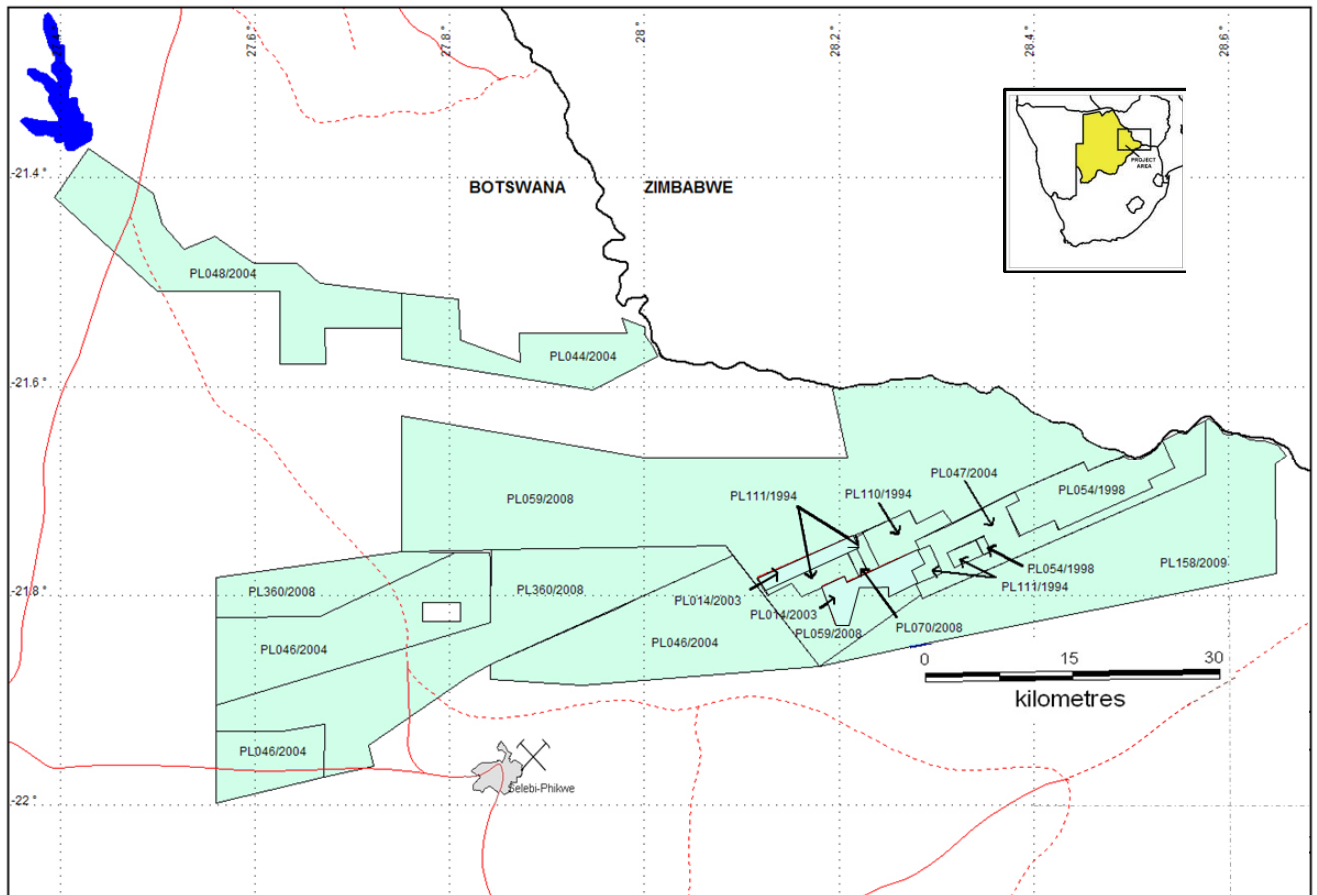 27.4 °
27.6 °
27.8 °
28 °
28.2 °
28.4 °
28.6 °
-21.4 °
BOTSWANA ZIMBABWE
PROJECT
AREA
PL048/2004
PL044/2004
-21.6 °
PL059/2008
PL111/1994
PL110/1994
PL047/2004
PL054/1998
-21.8 °
PL360/2008
PL360/2008
PL014/2003
PL014/2003
PL054/1998
PL111/1994
PL158/2009
PL046/2004
PL046/2004
PL059/2008
PL070/2008
0 15 30
kilometres
PL046/2004
Selebi-Phikwe
-22 °